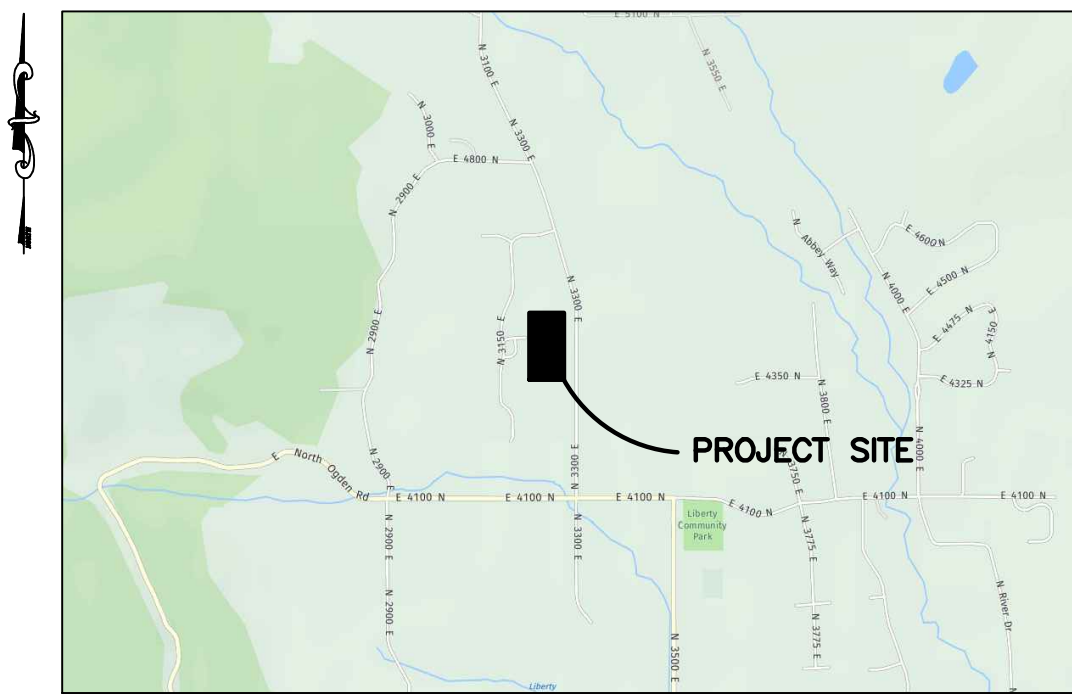 E 5100 N
N 3100 E
N 3550 E
N 3300 E
N 3000 E
E 4800 N
N 2900 E
N Abbey Way
E 4600 N
E 4500 N
N 4000 E
N 3300 E
N 2900 E
N 3150 E
E 4475 N
N 4150 E
E 4350 N
E 4325 N
N 3800 E
N 4000 E
PROJECT SITE
N 3300 E
E North Ogden Rd
N 2900 E
N 3750 E
E 4100 N
E 4100 N
E 4100 N
E 4100 N
E 4100 N
E 4100 N
Liberty
Community
Park
N 2900 E
N 3300 E
N 3775 E
N River Dr
N 2900 E
N 3775 E
N 3500 E
Liberty
N